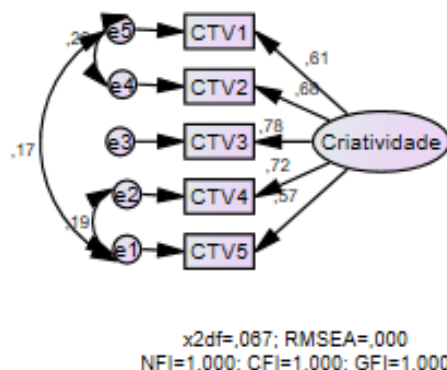 e5
CTV1
,61
e4
CTV2
,68
e3
CTV3
,78
Criatividade
,17
e2
CTV4
,72
,19
e1
CTV5
,57
x2df=,067; RMSEA=,000
NFI=1,000; CFI=1,000; GFI=1,000